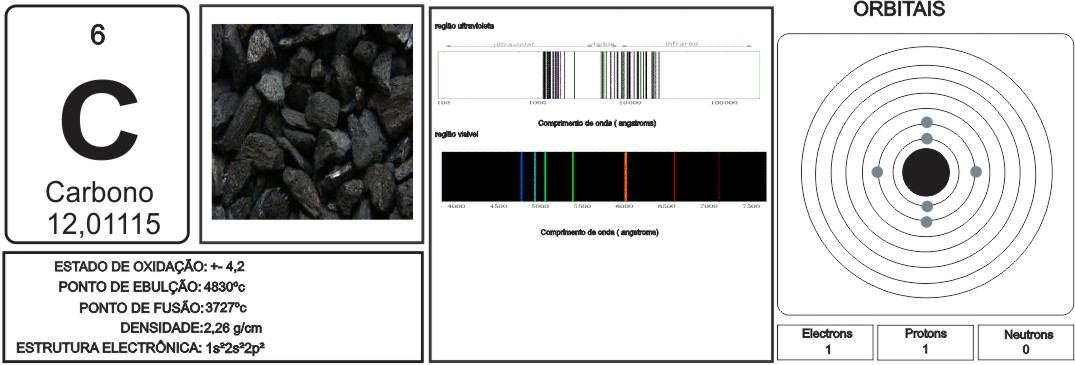 6
C
Carbono
12,01115
ESTADO DE OXIDAÇÃO: +- 4,2
PONTO DE EBULÇÃO: 4830ºc
PONTO DE FUSÃO: 3727ºc
DENSIDADE: 2,26 g/cm
ESTRUTURA ELECTRÔNICA: 1s²2s²2p²
região ultravioleta
ultraviolet visible infrared
100 1000 10000 100000
Comprimento de onda ( angstroms)
região visível
4000 4500 5000 5500 6000 6500 7000 7500
Comprimento de onda ( angstroms)
ORBITAIS
Electrons Protons Neutrons
1 1 0